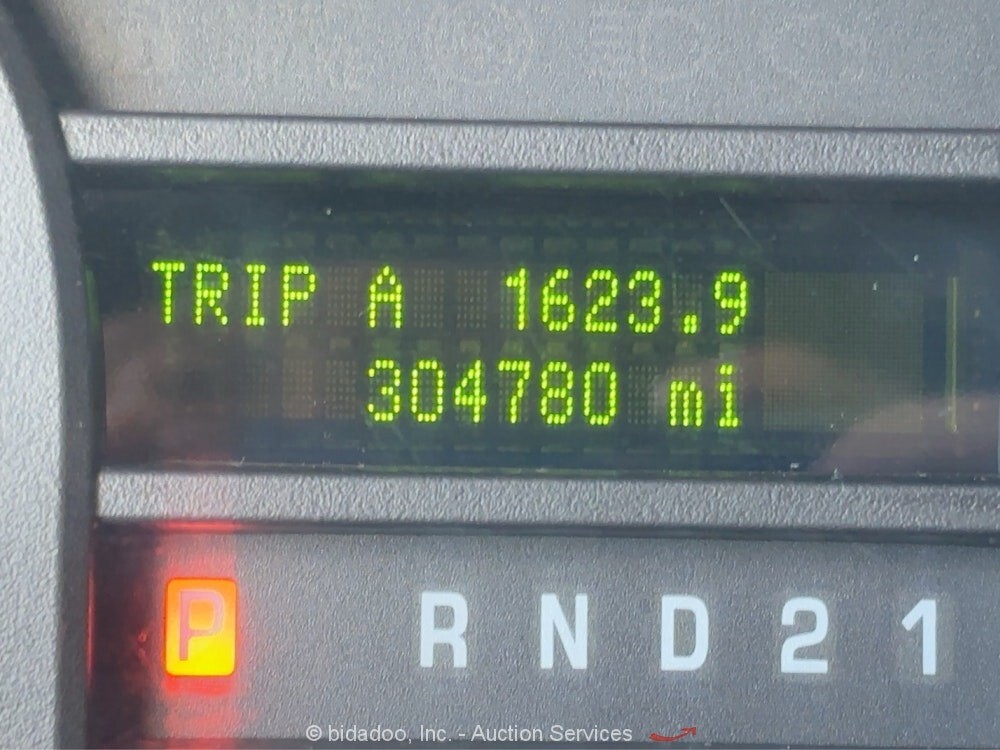 TRIP A 1623.9
304780 mi
P R N D 2 1
© bidadoo, Inc. - Auction Services